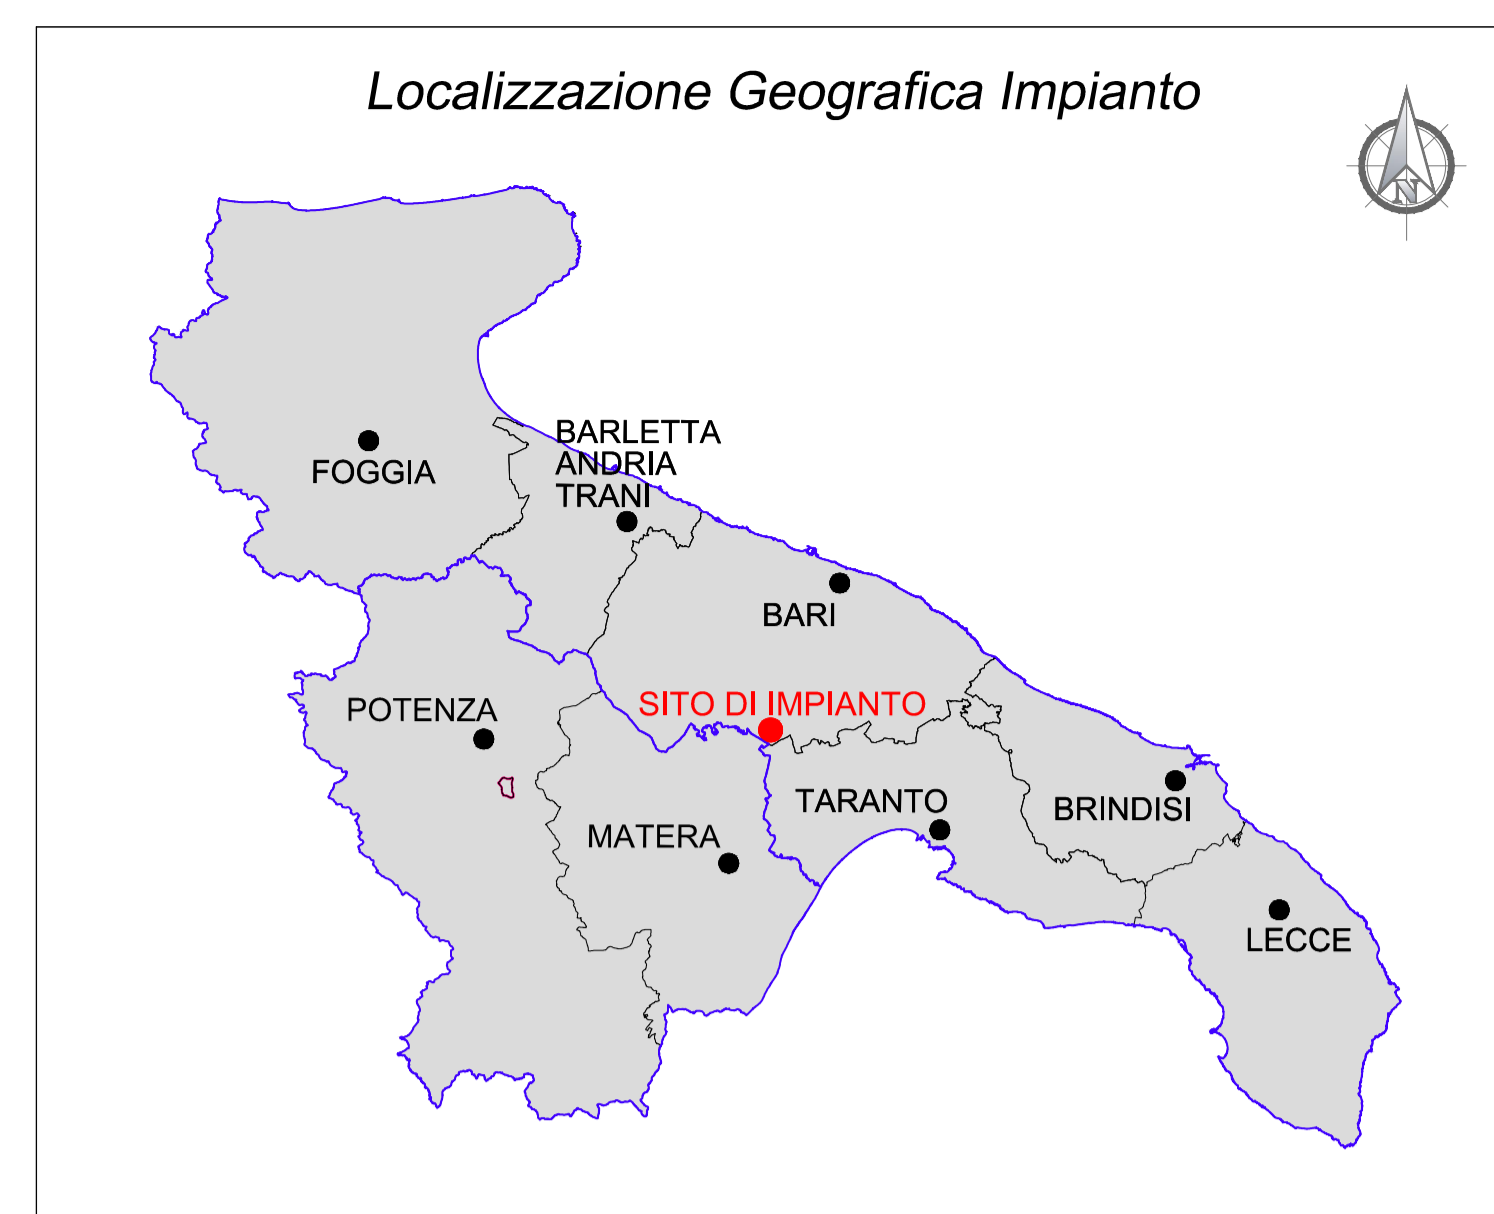 Localizzazione Geografica Impianto
N
BARLETTA
ANDRIA
TRANI
FOGGIA
BARI
SITO DI IMPIANTO
POTENZA
TARANTO
BRINDISI
MATERA
LECCE